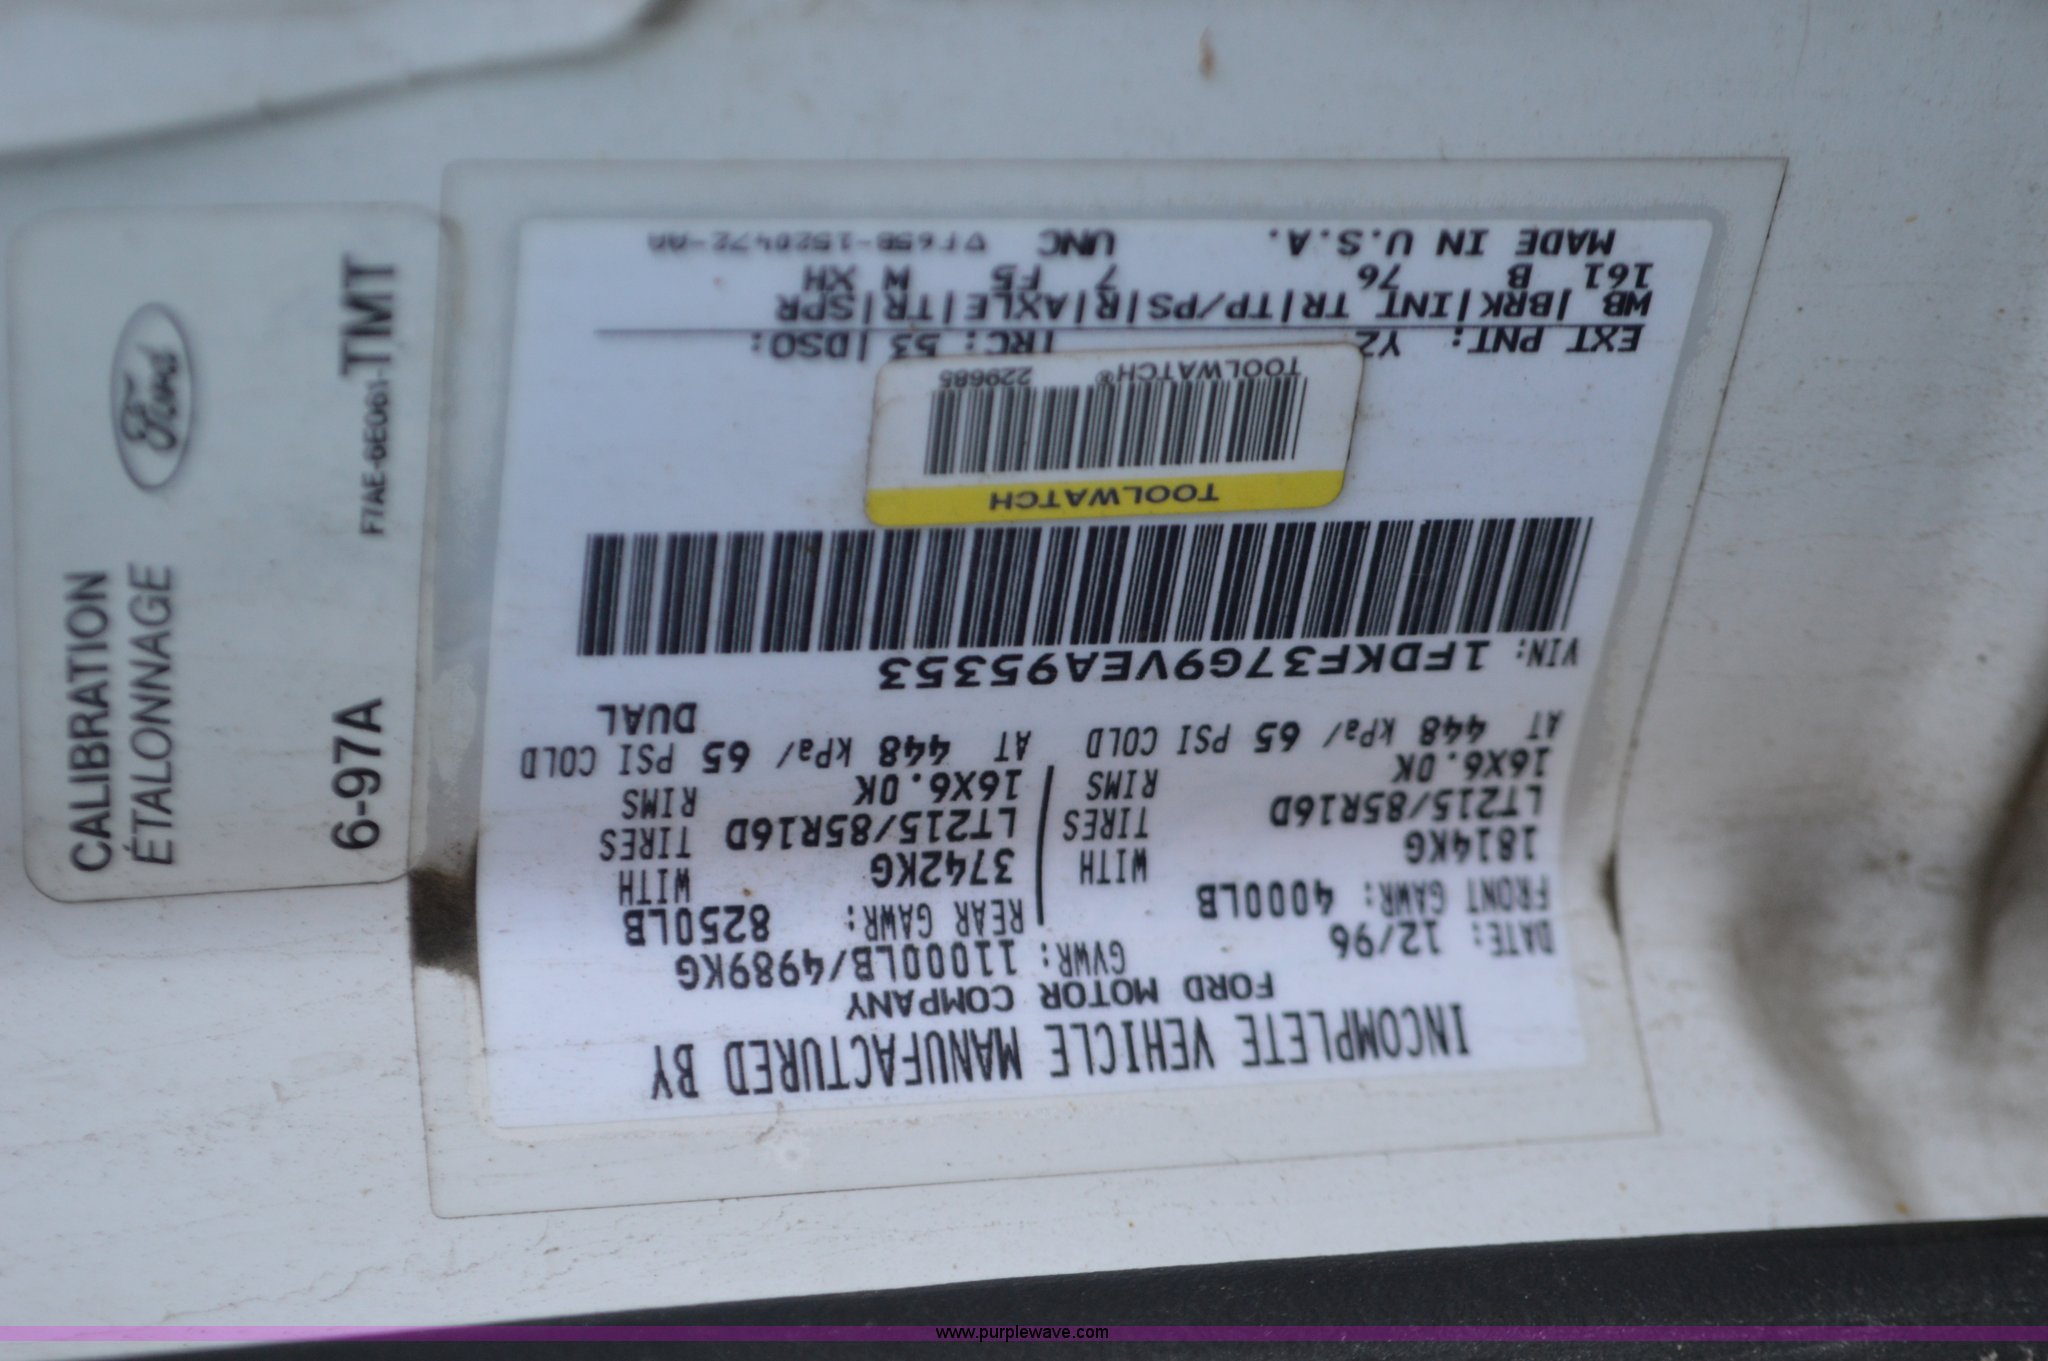 INCOMPLETE VEHICLE MANUFACTURED BY
FORD MOTOR COMPANY
DATE: 12/96
GVWR: 11000LB/4989KG
FRONT GAWR: 4000LB
REAR GAWR: 8250LB
1814KG
WITH
3742KG
WITH
LT215/85R16D
TIRES
LT215/85R16D
TIRES
16X6.0K
RIMS
16X6.0K
RIMS
AT 448 kPa/ 65 PSI COLD
AT 448 kPa/ 65 PSI COLD
DUAL
VIN: 1FDKF37G9VEA95353
TOOLWATCH
TOOLWATCH® 229685
EXT PNT: YZ TRC: 53 |DSO:
WB |BRK|INT TR|TP/PS|R|AXLE|TR|SPR
161 B 76 7 F5 W XH
MADE IN U.S.A. UNC
CALIBRATION
ÉTALONNAGE
Ford
6-97A
F7AE-6E061-TMT
www.purplewave.com